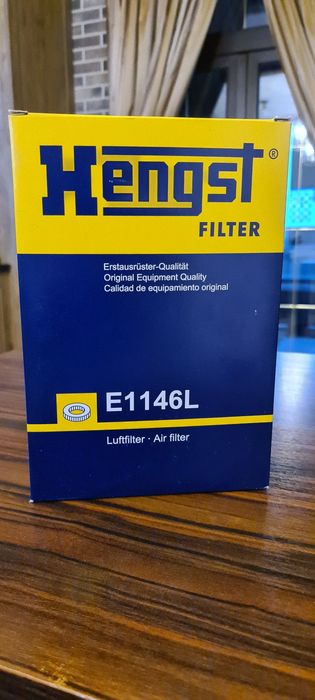 Hengst®
FILTER
Erstausrüster-Qualität
Original Equipment Quality
Calidad de equipamiento original
E1146L
Luftfilter · Air filter